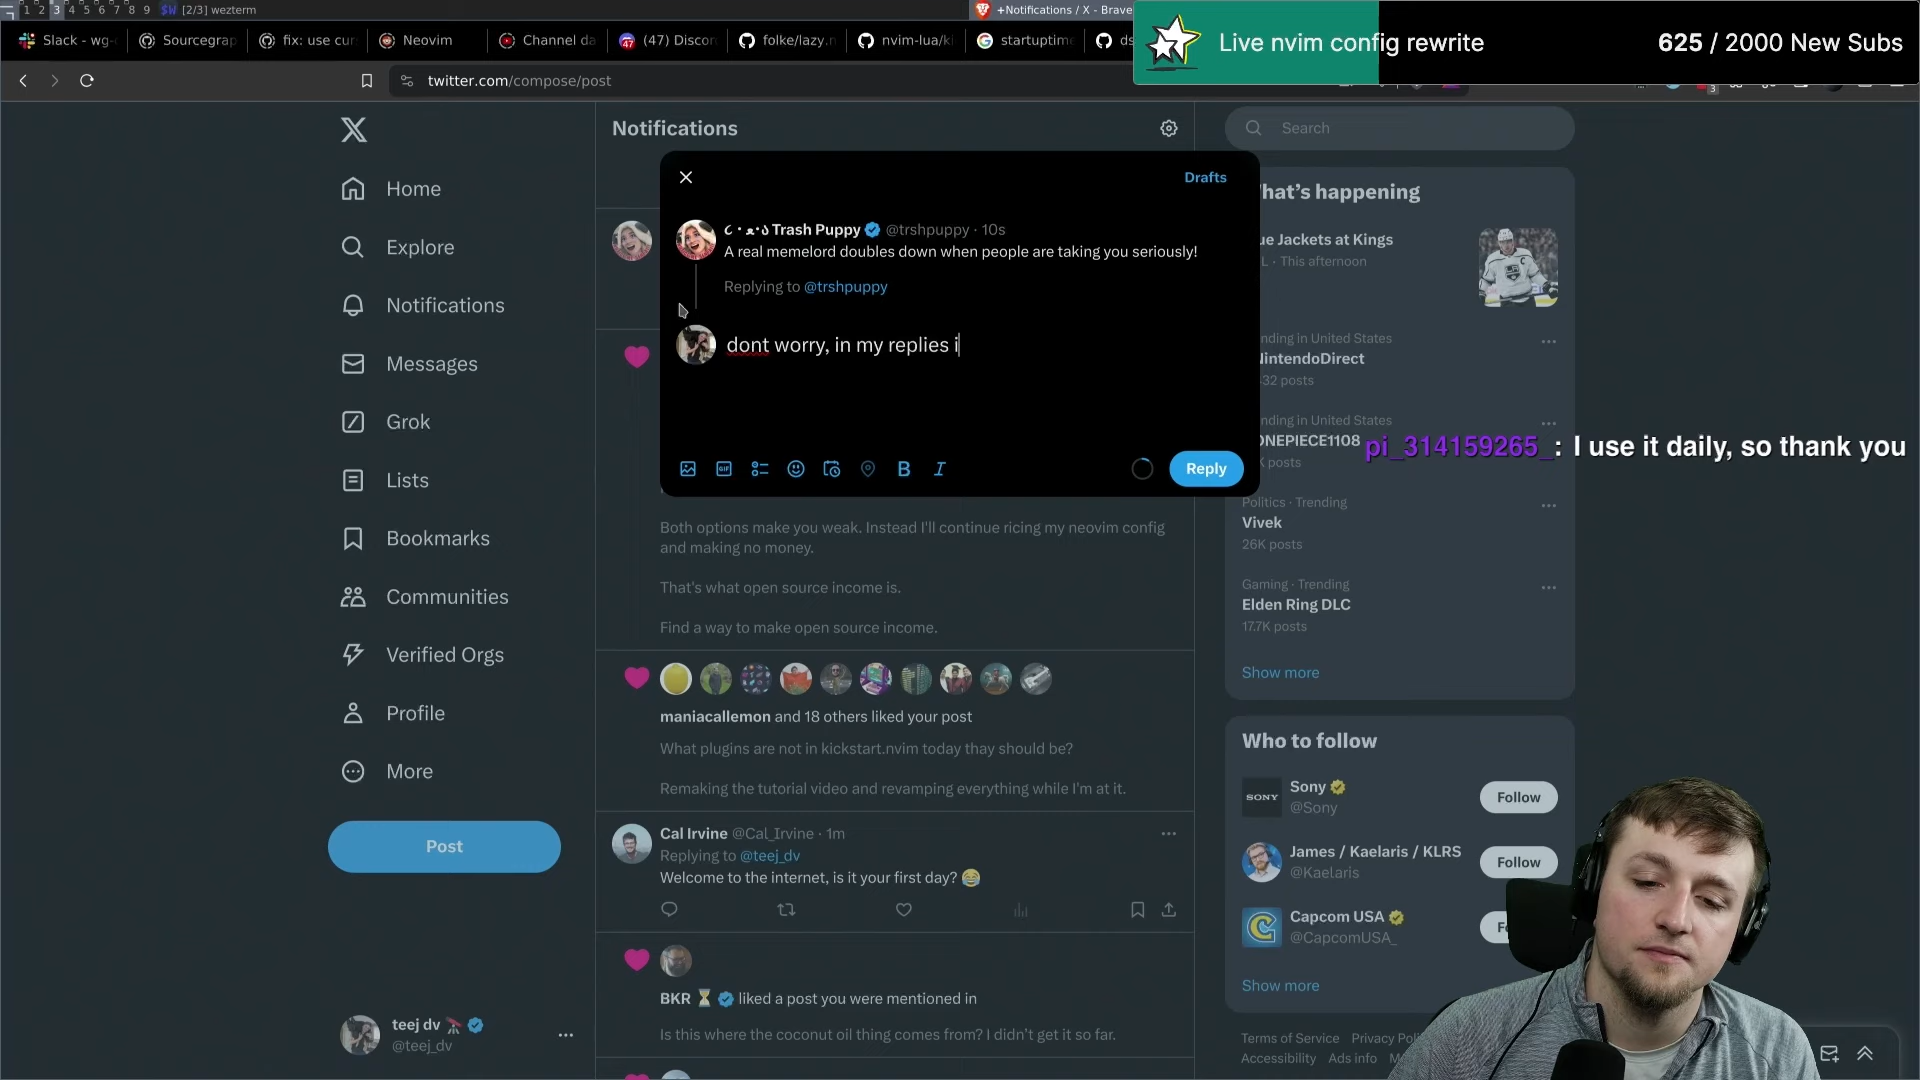 1 2 3 4 5 6 7 8 9 $W [2/3] wezterm
+Notifications / X - Brave
Slack - wg-
Sourcegrap
fix: use cur
Neovim
Channel da
(47) Discor
folke/lazy.n
nvim-lua/ki
startuptime
Live nvim config rewrite
625 / 2000 New Subs
twitter.com/compose/post
3
Home
Explore
Notifications
Messages
Grok
Lists
Bookmarks
Communities
Verified Orgs
Profile
More
Post
teej dv
@teej_dv
Notifications
Drafts
Trash Puppy @trshpuppy · 10s
A real memelord doubles down when people are taking you seriously!
Replying to @trshpuppy
dont worry, in my replies i
GIF
B I
Reply
Both options make you weak. Instead I'll continue ricing my neovim config
and making no money.
That's what open source income is.
Find a way to make open source income.
maniacallemon and 18 others liked your post
What plugins are not in kickstart.nvim today thay should be?
Remaking the tutorial video and revamping everything while I'm at it.
Cal Irvine @Cal_Irvine · 1m
Replying to @teej_dv
Welcome to the internet, is it your first day? 😂
BKR ⏳ liked a post you were mentioned in
Is this where the coconut oil thing comes from? I didn't get it so far.
Search
hat's happening
ue Jackets at Kings
L · This afternoon
nding in United States
NintendoDirect
32 posts
nding in United States
ONEPIECE1108
K posts
pi_314159265_: I use it daily, so thank you
Politics · Trending
Vivek
26K posts
Gaming · Trending
Elden Ring DLC
17.7K posts
Show more
Who to follow
SONY
Sony
@Sony
Follow
James / Kaelaris / KLRS
@Kaelaris
Follow
Capcom USA
@CapcomUSA_
Show more
Terms of Service Privacy Poli
Accessibility Ads info